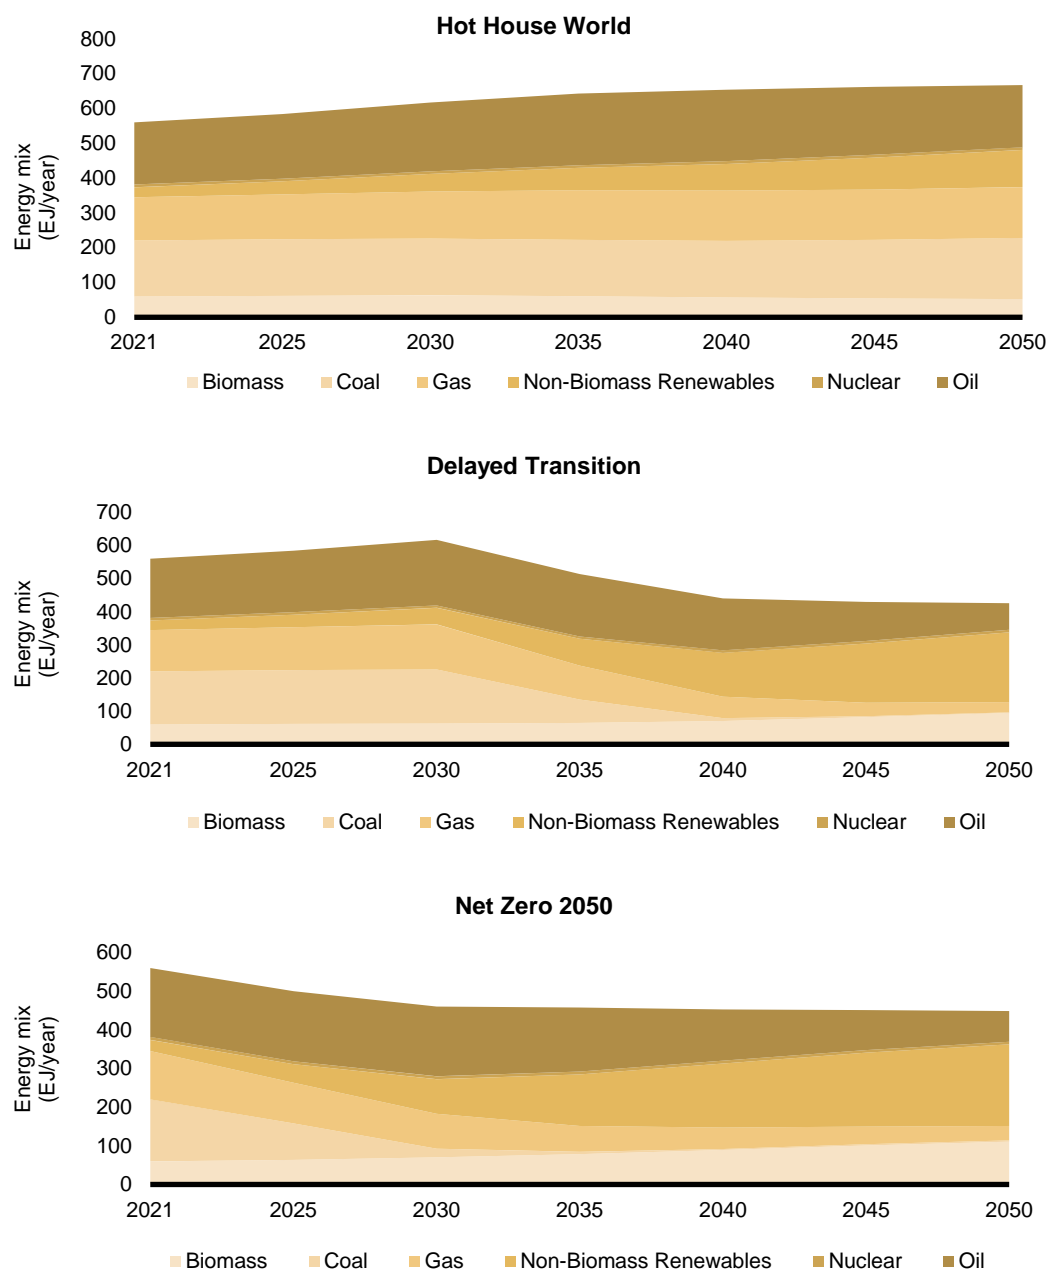 Hot House World
800
700
600
500
400
300
200
100
0
Energy mix
(EJ/year)
2021 2025 2030 2035 2040 2045 2050
Biomass Coal Gas Non-Biomass Renewables Nuclear Oil
Delayed Transition
700
600
500
400
300
200
100
0
Energy mix
(EJ/year)
2021 2025 2030 2035 2040 2045 2050
Biomass Coal Gas Non-Biomass Renewables Nuclear Oil
Net Zero 2050
600
500
400
300
200
100
0
Energy mix
(EJ/year)
2021 2025 2030 2035 2040 2045 2050
Biomass Coal Gas Non-Biomass Renewables Nuclear Oil